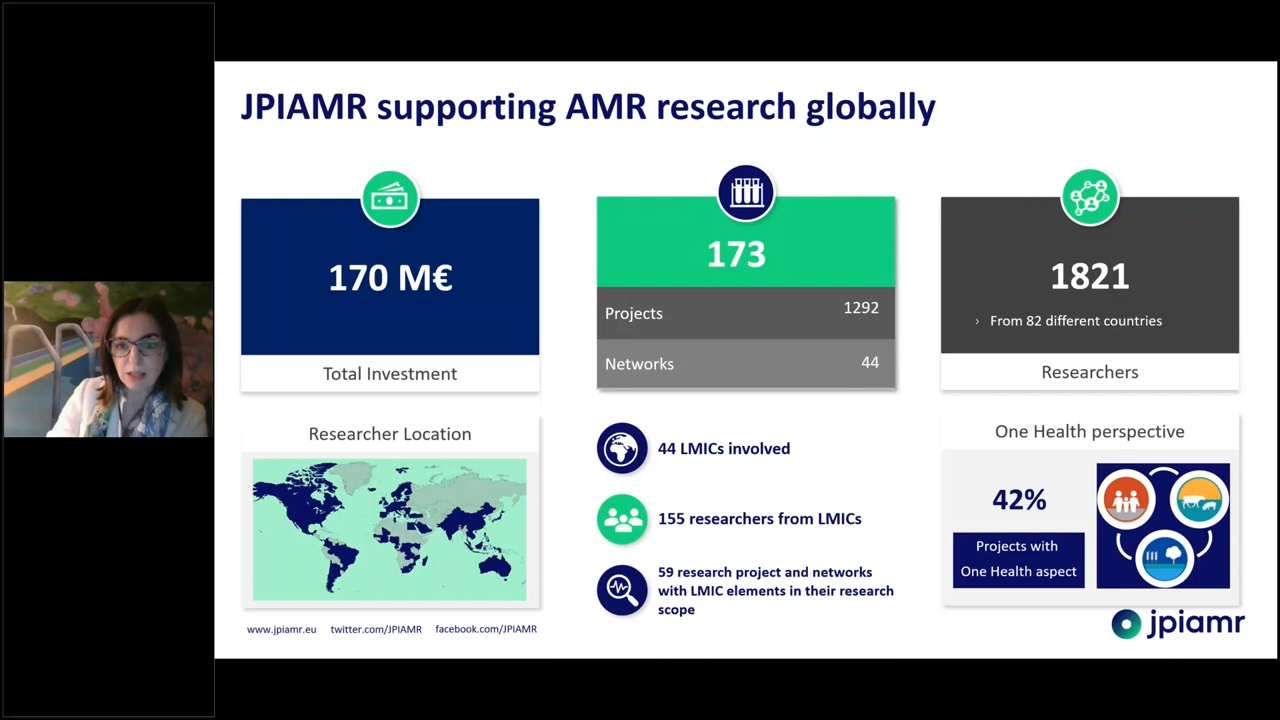 JPIAMR supporting AMR research globally
170 M€
Total Investment
173
Projects 1292
Networks 44
1821
› From 82 different countries
Researchers
Researcher Location
44 LMICs involved
155 researchers from LMICs
59 research project and networks
with LMIC elements in their research
scope
One Health perspective
42%
Projects with
One Health aspect
www.jpiamr.eu twitter.com/JPIAMR facebook.com/JPIAMR
jpiamr